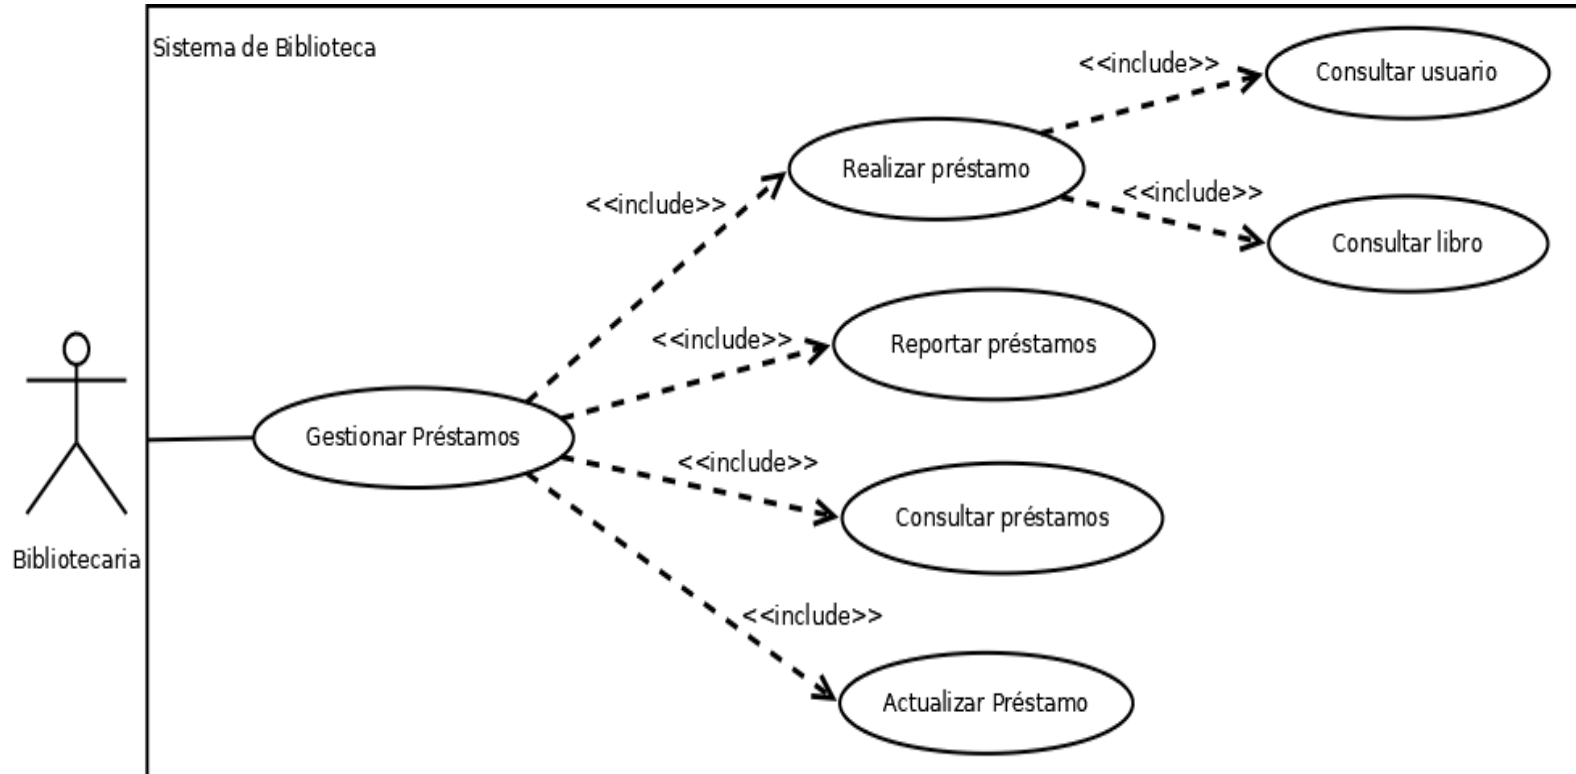 Sistema de Biblioteca
<<include>>
Consultar usuario
Realizar préstamo
<<include>>
<<include>>
Consultar libro
<<include>>
Reportar préstamos
Gestionar Préstamos
<<include>>
Consultar préstamos
Bibliotecaria
<<include>>
Actualizar Préstamo